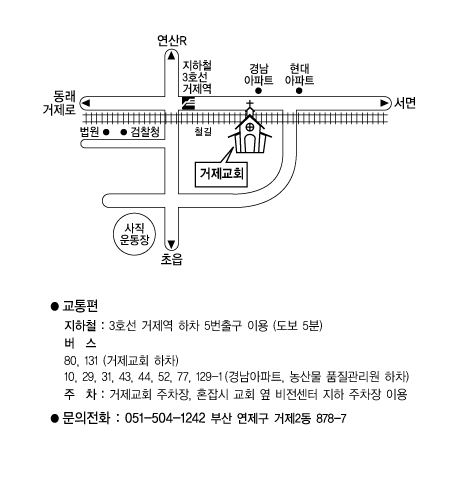 연산R
지하철
3호선
거제역
경남
아파트
현대
아파트
동래
거제로
서면
법원
검찰청
철길
거제교회
사직
운동장
초읍
● 교통편
지하철 : 3호선 거제역 하차 5번출구 이용 (도보 5분)
버 스
80, 131 (거제교회 하차)
10, 29, 31, 43, 44, 52, 77, 129-1(경남아파트, 농산물 품질관리원 하차)
주 차 : 거제교회 주차장, 혼잡시 교회 옆 비전센터 지하 주차장 이용
● 문의전화 : 051-504-1242 부산 연제구 거제2동 878-7